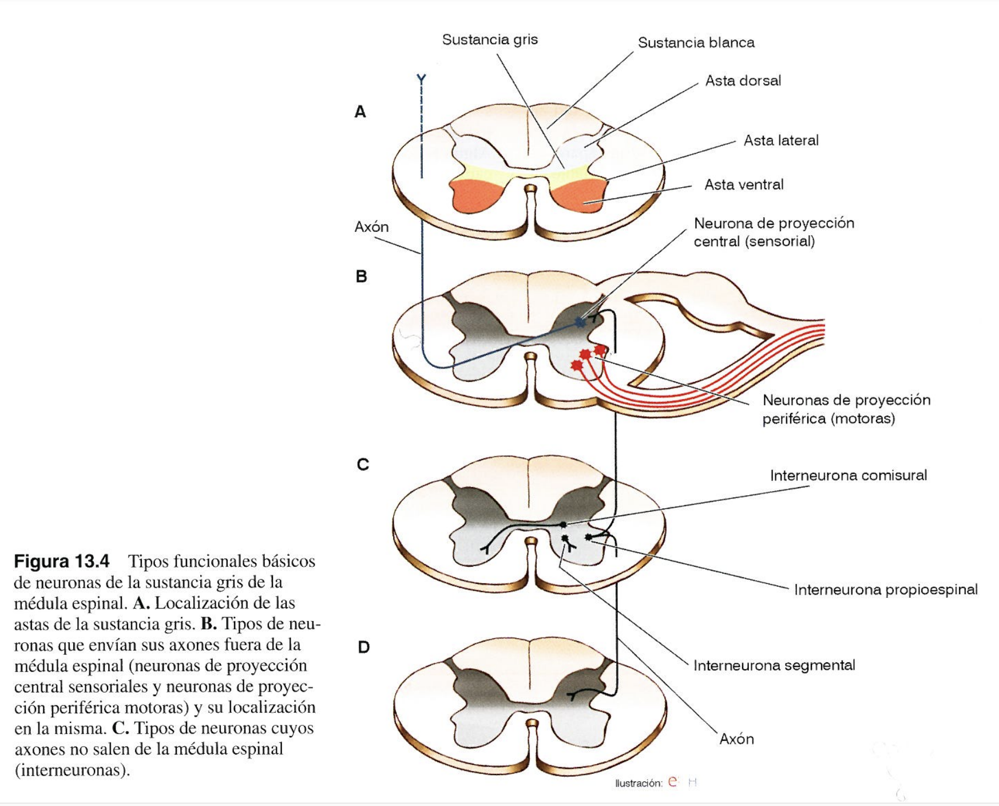 Sustancia gris
Sustancia blanca
Asta dorsal
A
Asta lateral
Asta ventral
Axón
Neurona de proyección
central (sensorial)
B
Neuronas de proyección
periférica (motoras)
C
Interneurona comisural
Interneurona propioespinal
D
Interneurona segmental
Axón
Figura 13.4 Tipos funcionales básicos
de neuronas de la sustancia gris de la
médula espinal. A. Localización de las
astas de la sustancia gris. B. Tipos de neu-
ronas que envían sus axones fuera de la
médula espinal (neuronas de proyección
central sensoriales y neuronas de proyec-
ción periférica motoras) y su localización
en la misma. C. Tipos de neuronas cuyos
axones no salen de la médula espinal
(interneuronas).
Ilustración: e H